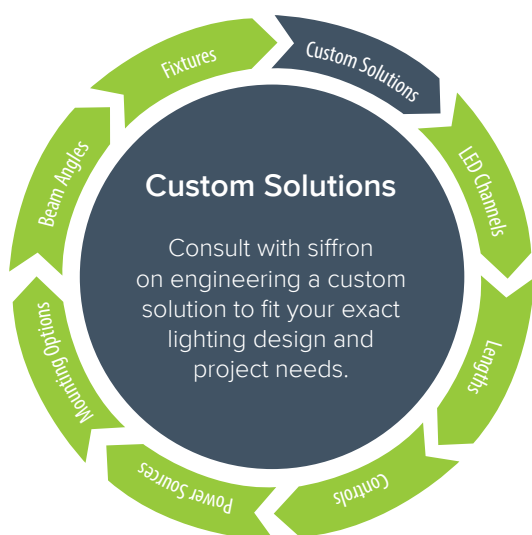 Fixtures
Custom Solutions
LED Channels
Lengths
Controls
Power Sources
Mounting Options
Beam Angles
Custom Solutions
Consult with siffron
on engineering a custom
solution to fit your exact
lighting design and
project needs.